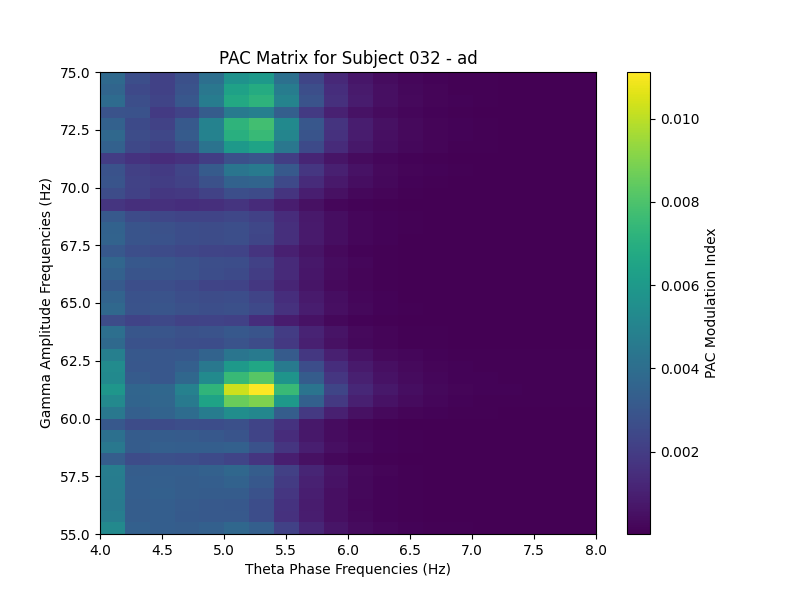 PAC Matrix for Subject 032 - ad
75.0
72.5
70.0
67.5
65.0
62.5
60.0
57.5
55.0
Gamma Amplitude Frequencies (Hz)
4.0 4.5 5.0 5.5 6.0 6.5 7.0 7.5 8.0
Theta Phase Frequencies (Hz)
0.010
0.008
0.006
0.004
0.002
PAC Modulation Index